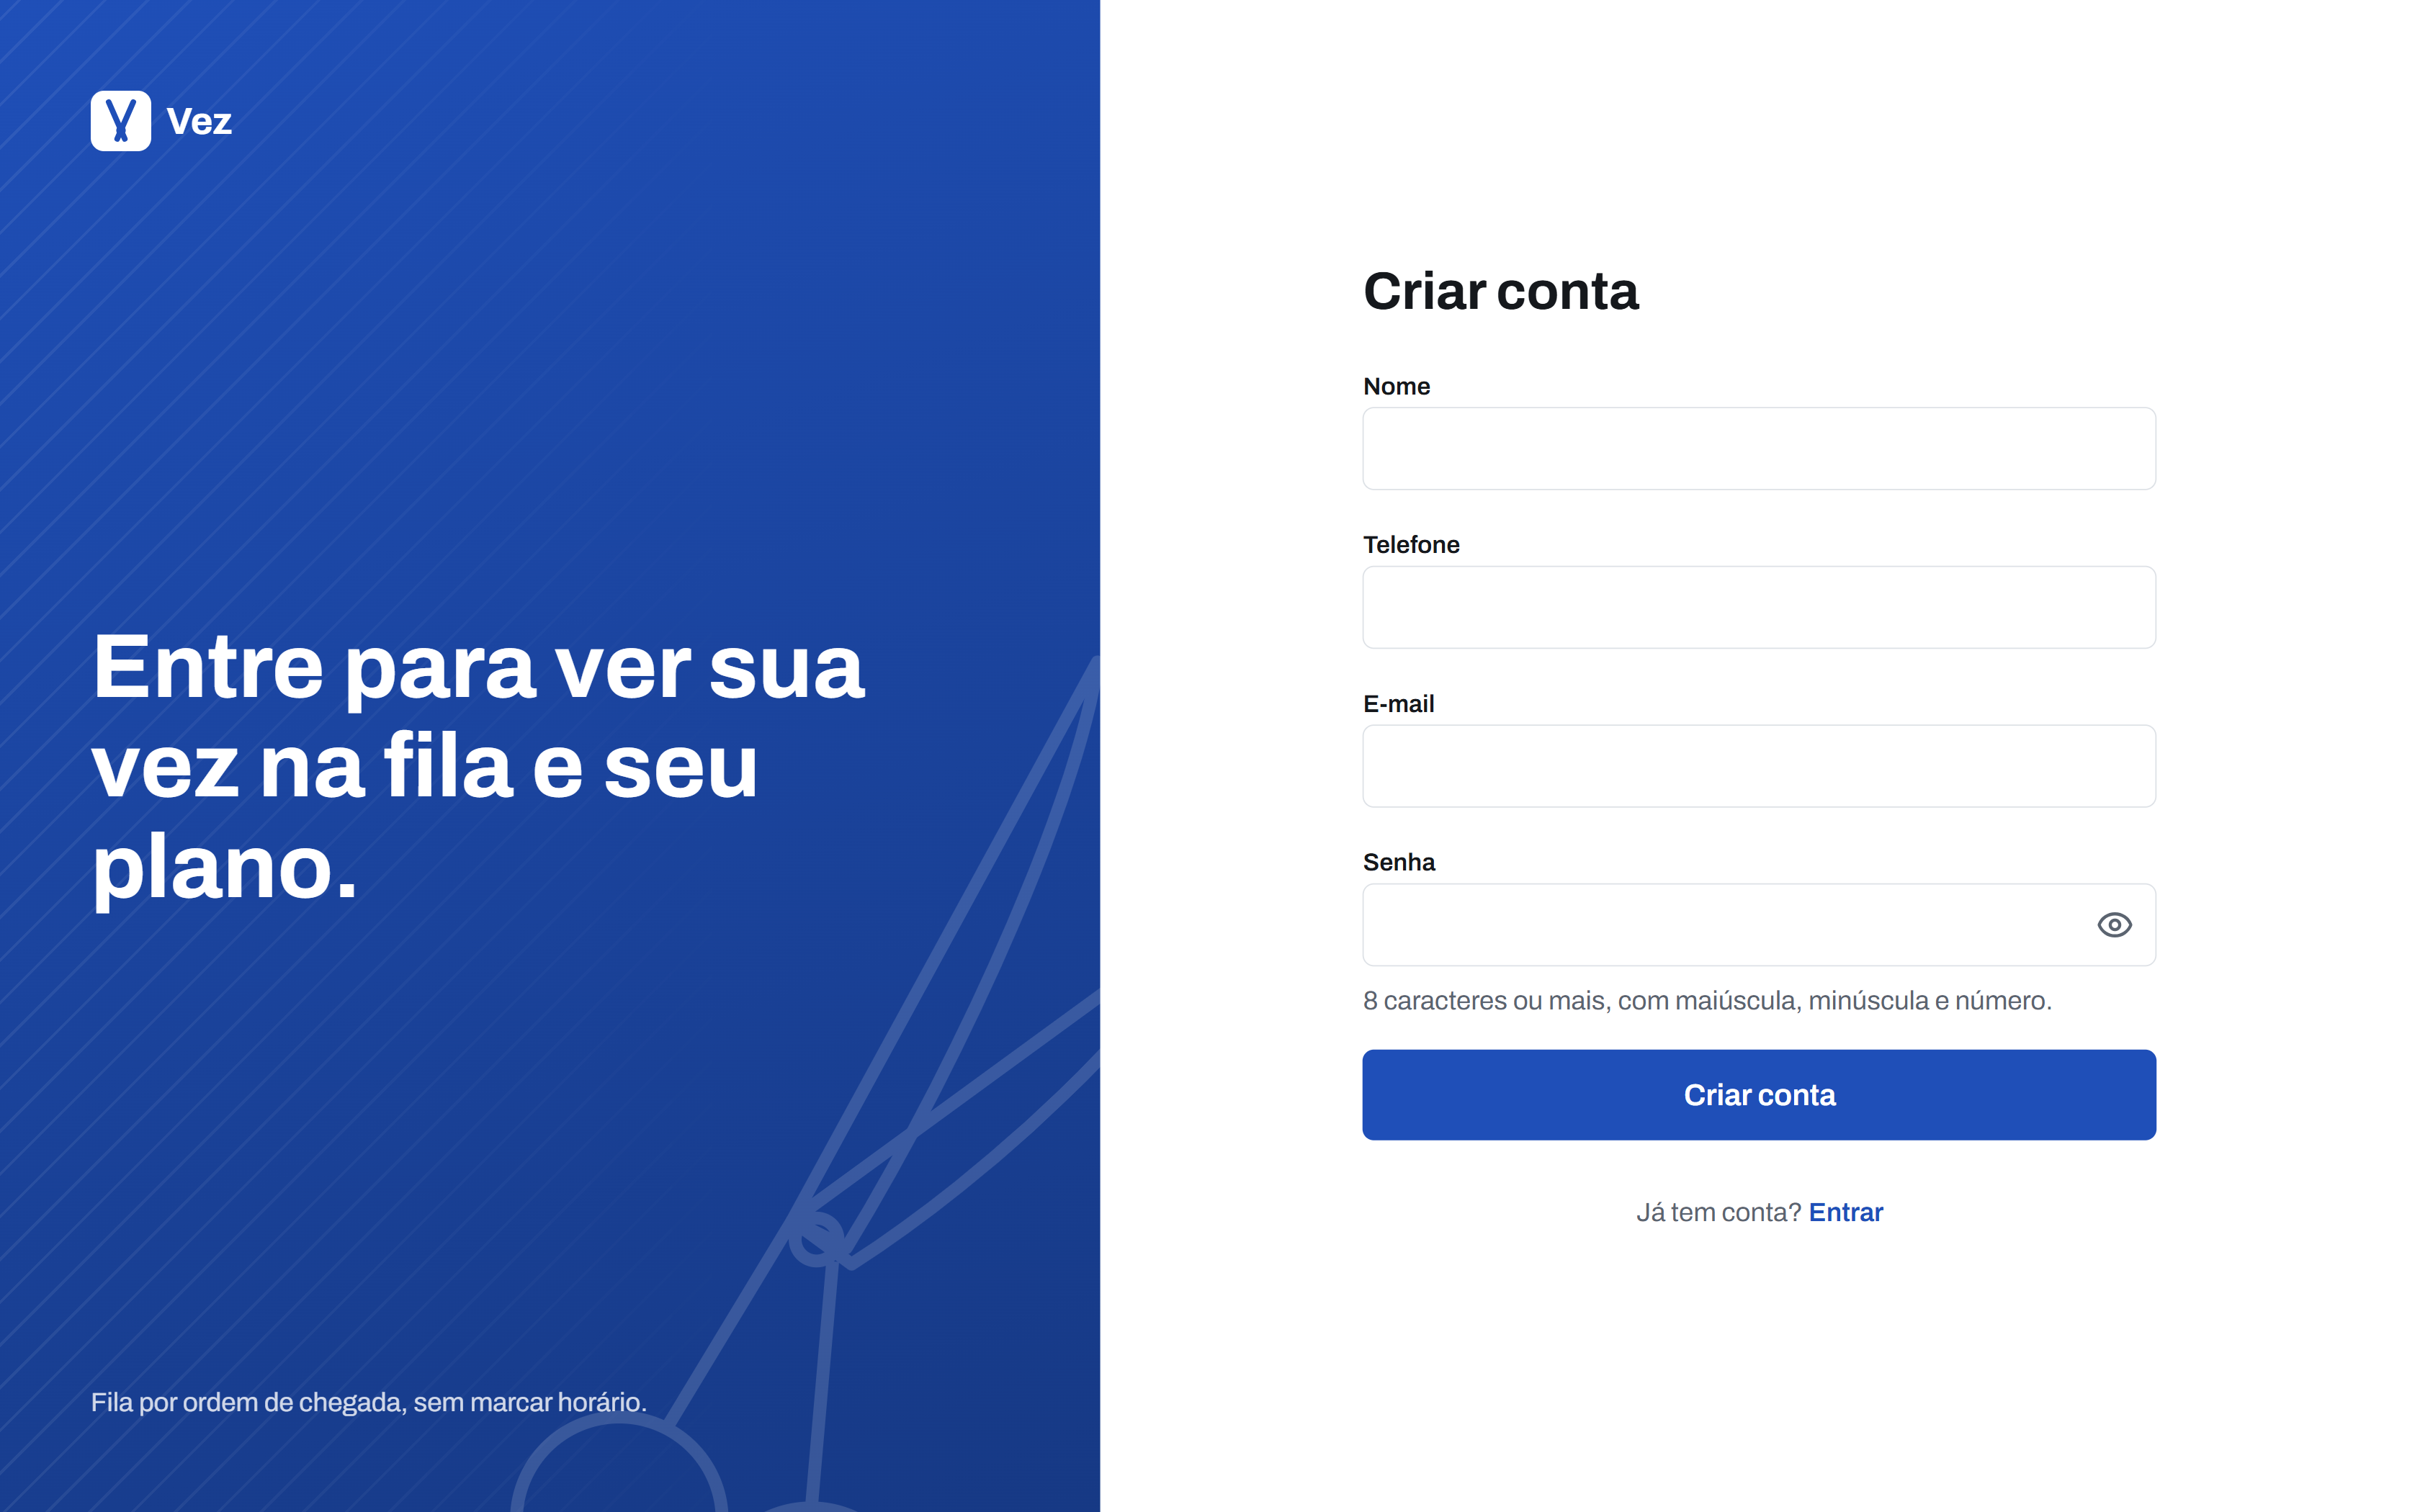 Vez
Entre para ver sua
vez na fila e seu
plano.
Fila por ordem de chegada, sem marcar horário.
Criar conta
Nome
Telefone
E-mail
Senha
8 caracteres ou mais, com maiúscula, minúscula e número.
Criar conta
Já tem conta? Entrar